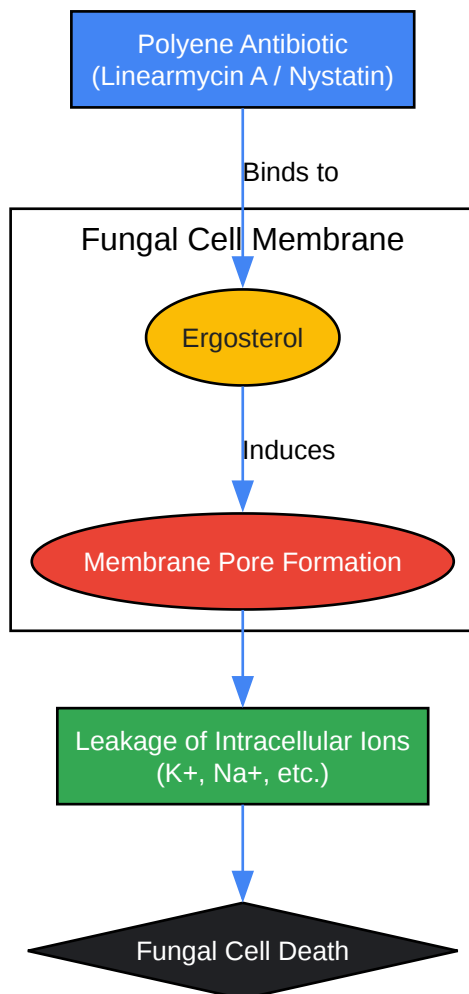 Polyene Antibiotic
(Linearmycin A / Nystatin)
Binds to
Fungal Cell Membrane
Ergosterol
Induces
Membrane Pore Formation
Leakage of Intracellular Ions
(K+, Na+, etc.)
Fungal Cell Death